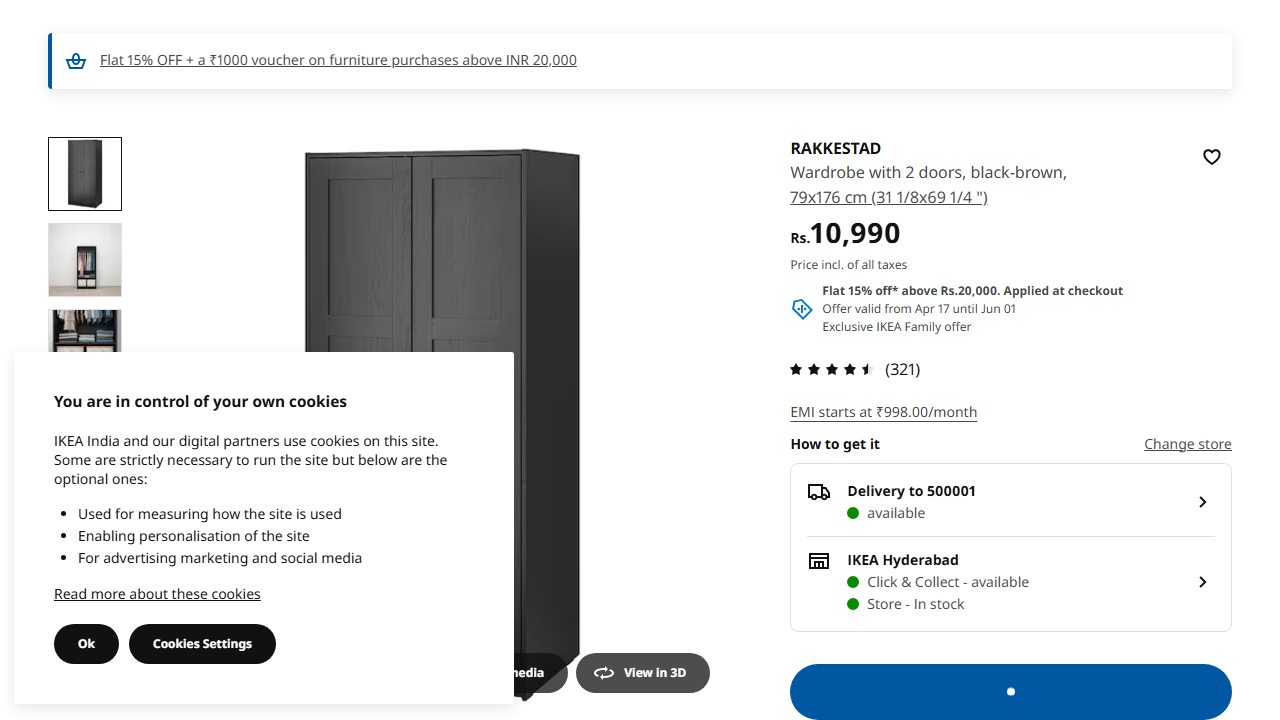 Flat 15% OFF + a ₹1000 voucher on furniture purchases above INR 20,000
RAKKESTAD
Wardrobe with 2 doors, black-brown,
79x176 cm (31 1/8x69 1/4 ")
Rs.10,990
Price incl. of all taxes
Flat 15% off* above Rs.20,000. Applied at checkout
Offer valid from Apr 17 until Jun 01
Exclusive IKEA Family offer
(321)
EMI starts at ₹998.00/month
How to get it
Change store
Delivery to 500001
available
IKEA Hyderabad
Click & Collect - available
Store - In stock
You are in control of your own cookies
IKEA India and our digital partners use cookies on this site.
Some are strictly necessary to run the site but below are the
optional ones:
Used for measuring how the site is used
Enabling personalisation of the site
For advertising marketing and social media
Read more about these cookies
Ok
Cookies Settings
View in 3D